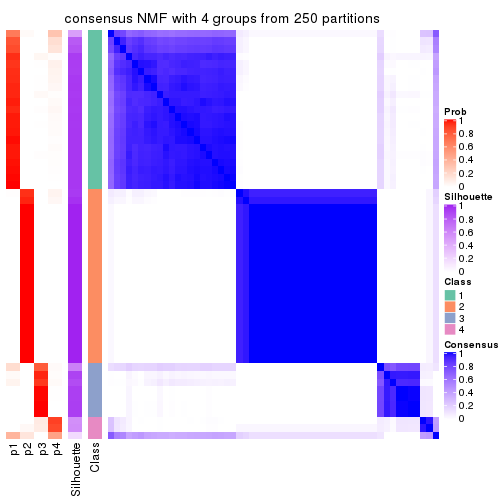 consensus NMF with 4 groups from 250 partitions
Prob
1
0.8
0.6
0.4
0.2
0
Silhouette
1
0.8
0.6
0.4
0.2
0
Class
1
2
3
4
Consensus
1
0.8
0.6
0.4
0.2
0
p1
p2
p3
p4
Silhouette
Class